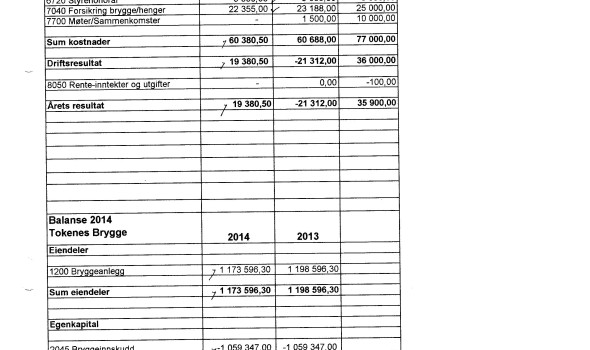 6720 Styrehonorar
7040 Forsikring brygge/henger 22 355,00 23 188,00 25 000,00
7700 Møter/Sammenkomster - 1 500,00 10 000,00
Sum kostnader 60 380,50 60 688,00 77 000,00
Driftsresultat 19 380,50 -21 312,00 36 000,00
8050 Rente-inntekter og utgifter - 0,00 -100,00
Årets resultat 19 380,50 -21 312,00 35 900,00
Balanse 2014
Tokenes Brygge 2014 2013
Eiendeler
1200 Bryggeanlegg 1 173 596,30 1 198 596,30
Sum eiendeler 1 173 596,30 1 198 596,30
Egenkapital
2045 Bryggeinnskudd -1 059 347,00 -1 059 347,00